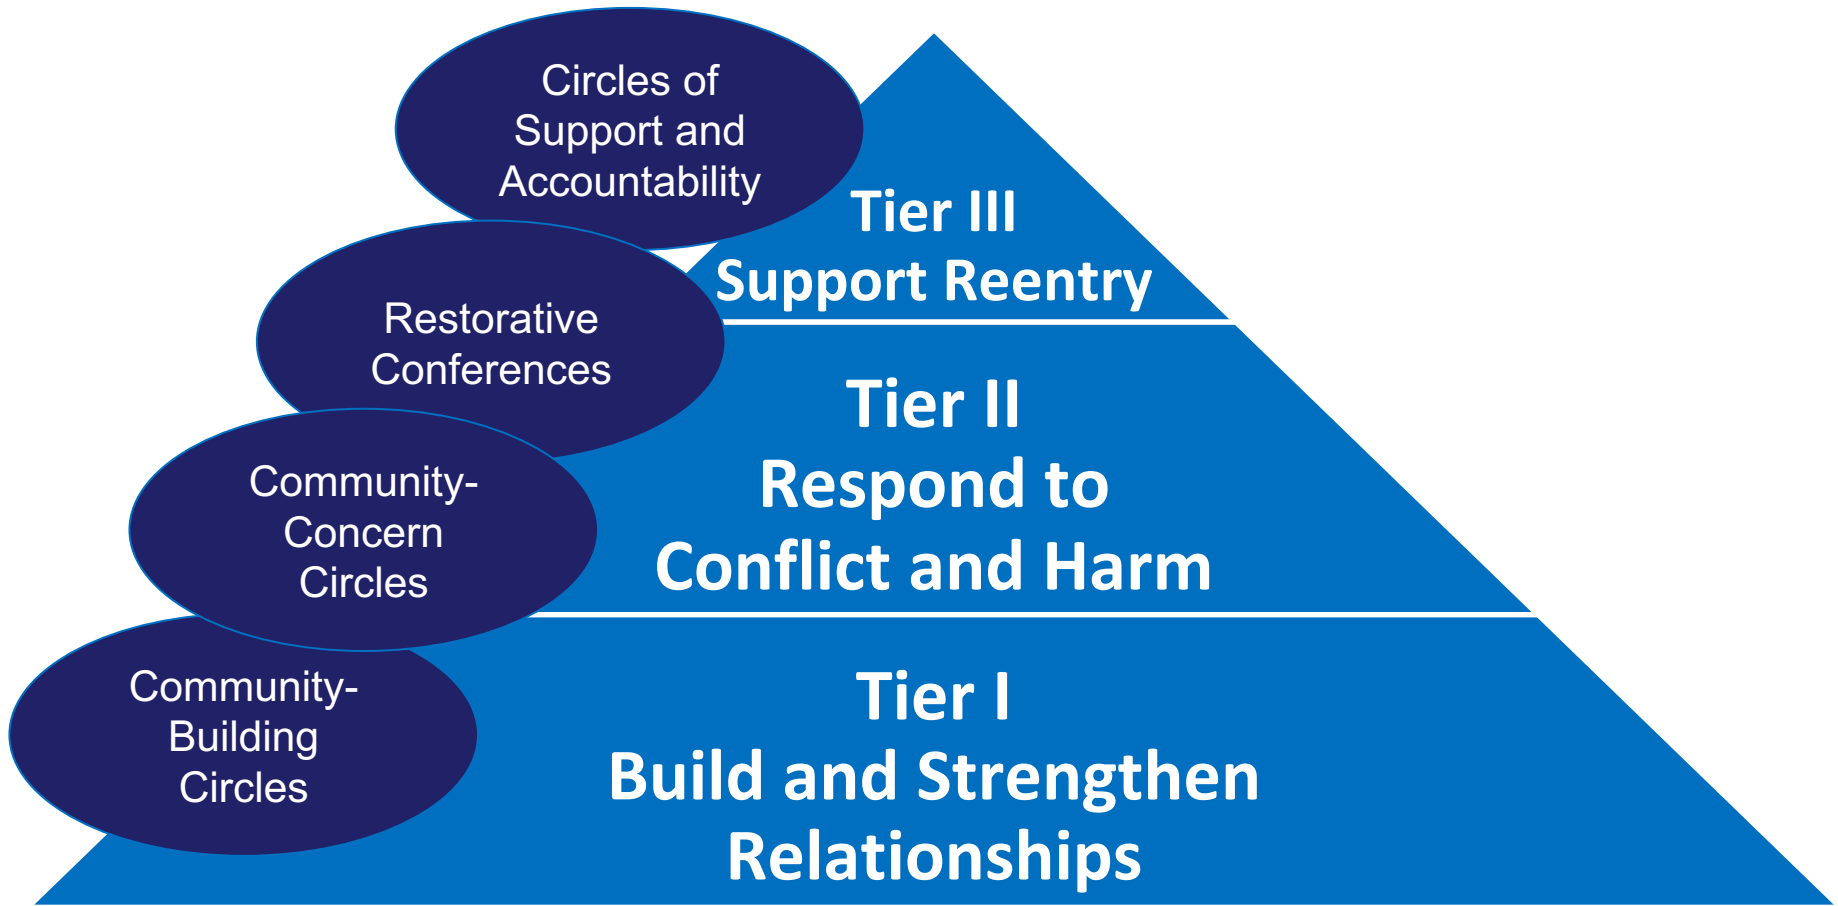 Circles of
Support and
Accountability
Tier III
Support Reentry
Restorative
Conferences
Tier II
Respond to
Conflict and Harm
Community-
Concern
Circles
Tier I
Build and Strengthen
Relationships
Community-
Building
Circles